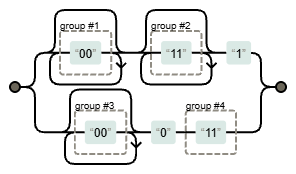 group #1 group #2
“00” “11” “1”
group #3 group #4
“00” “0” “11”